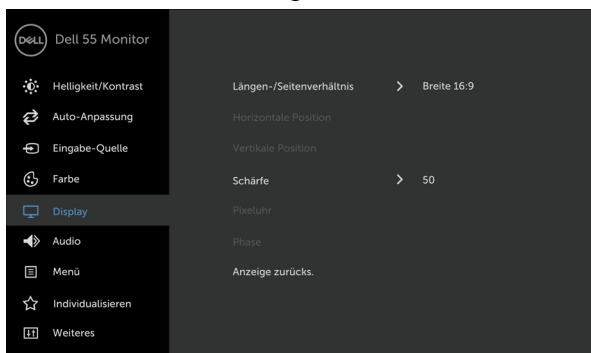 DELL Dell 55 Monitor
Helligkeit/Kontrast
Auto-Anpassung
Eingabe-Quelle
Farbe
Display
Audio
Menü
Individualisieren
Weiteres
Längen-/Seitenverhältnis Breite 16:9
Horizontale Position
Vertikale Position
Schärfe 50
Pixeluhr
Phase
Anzeige zurücks.